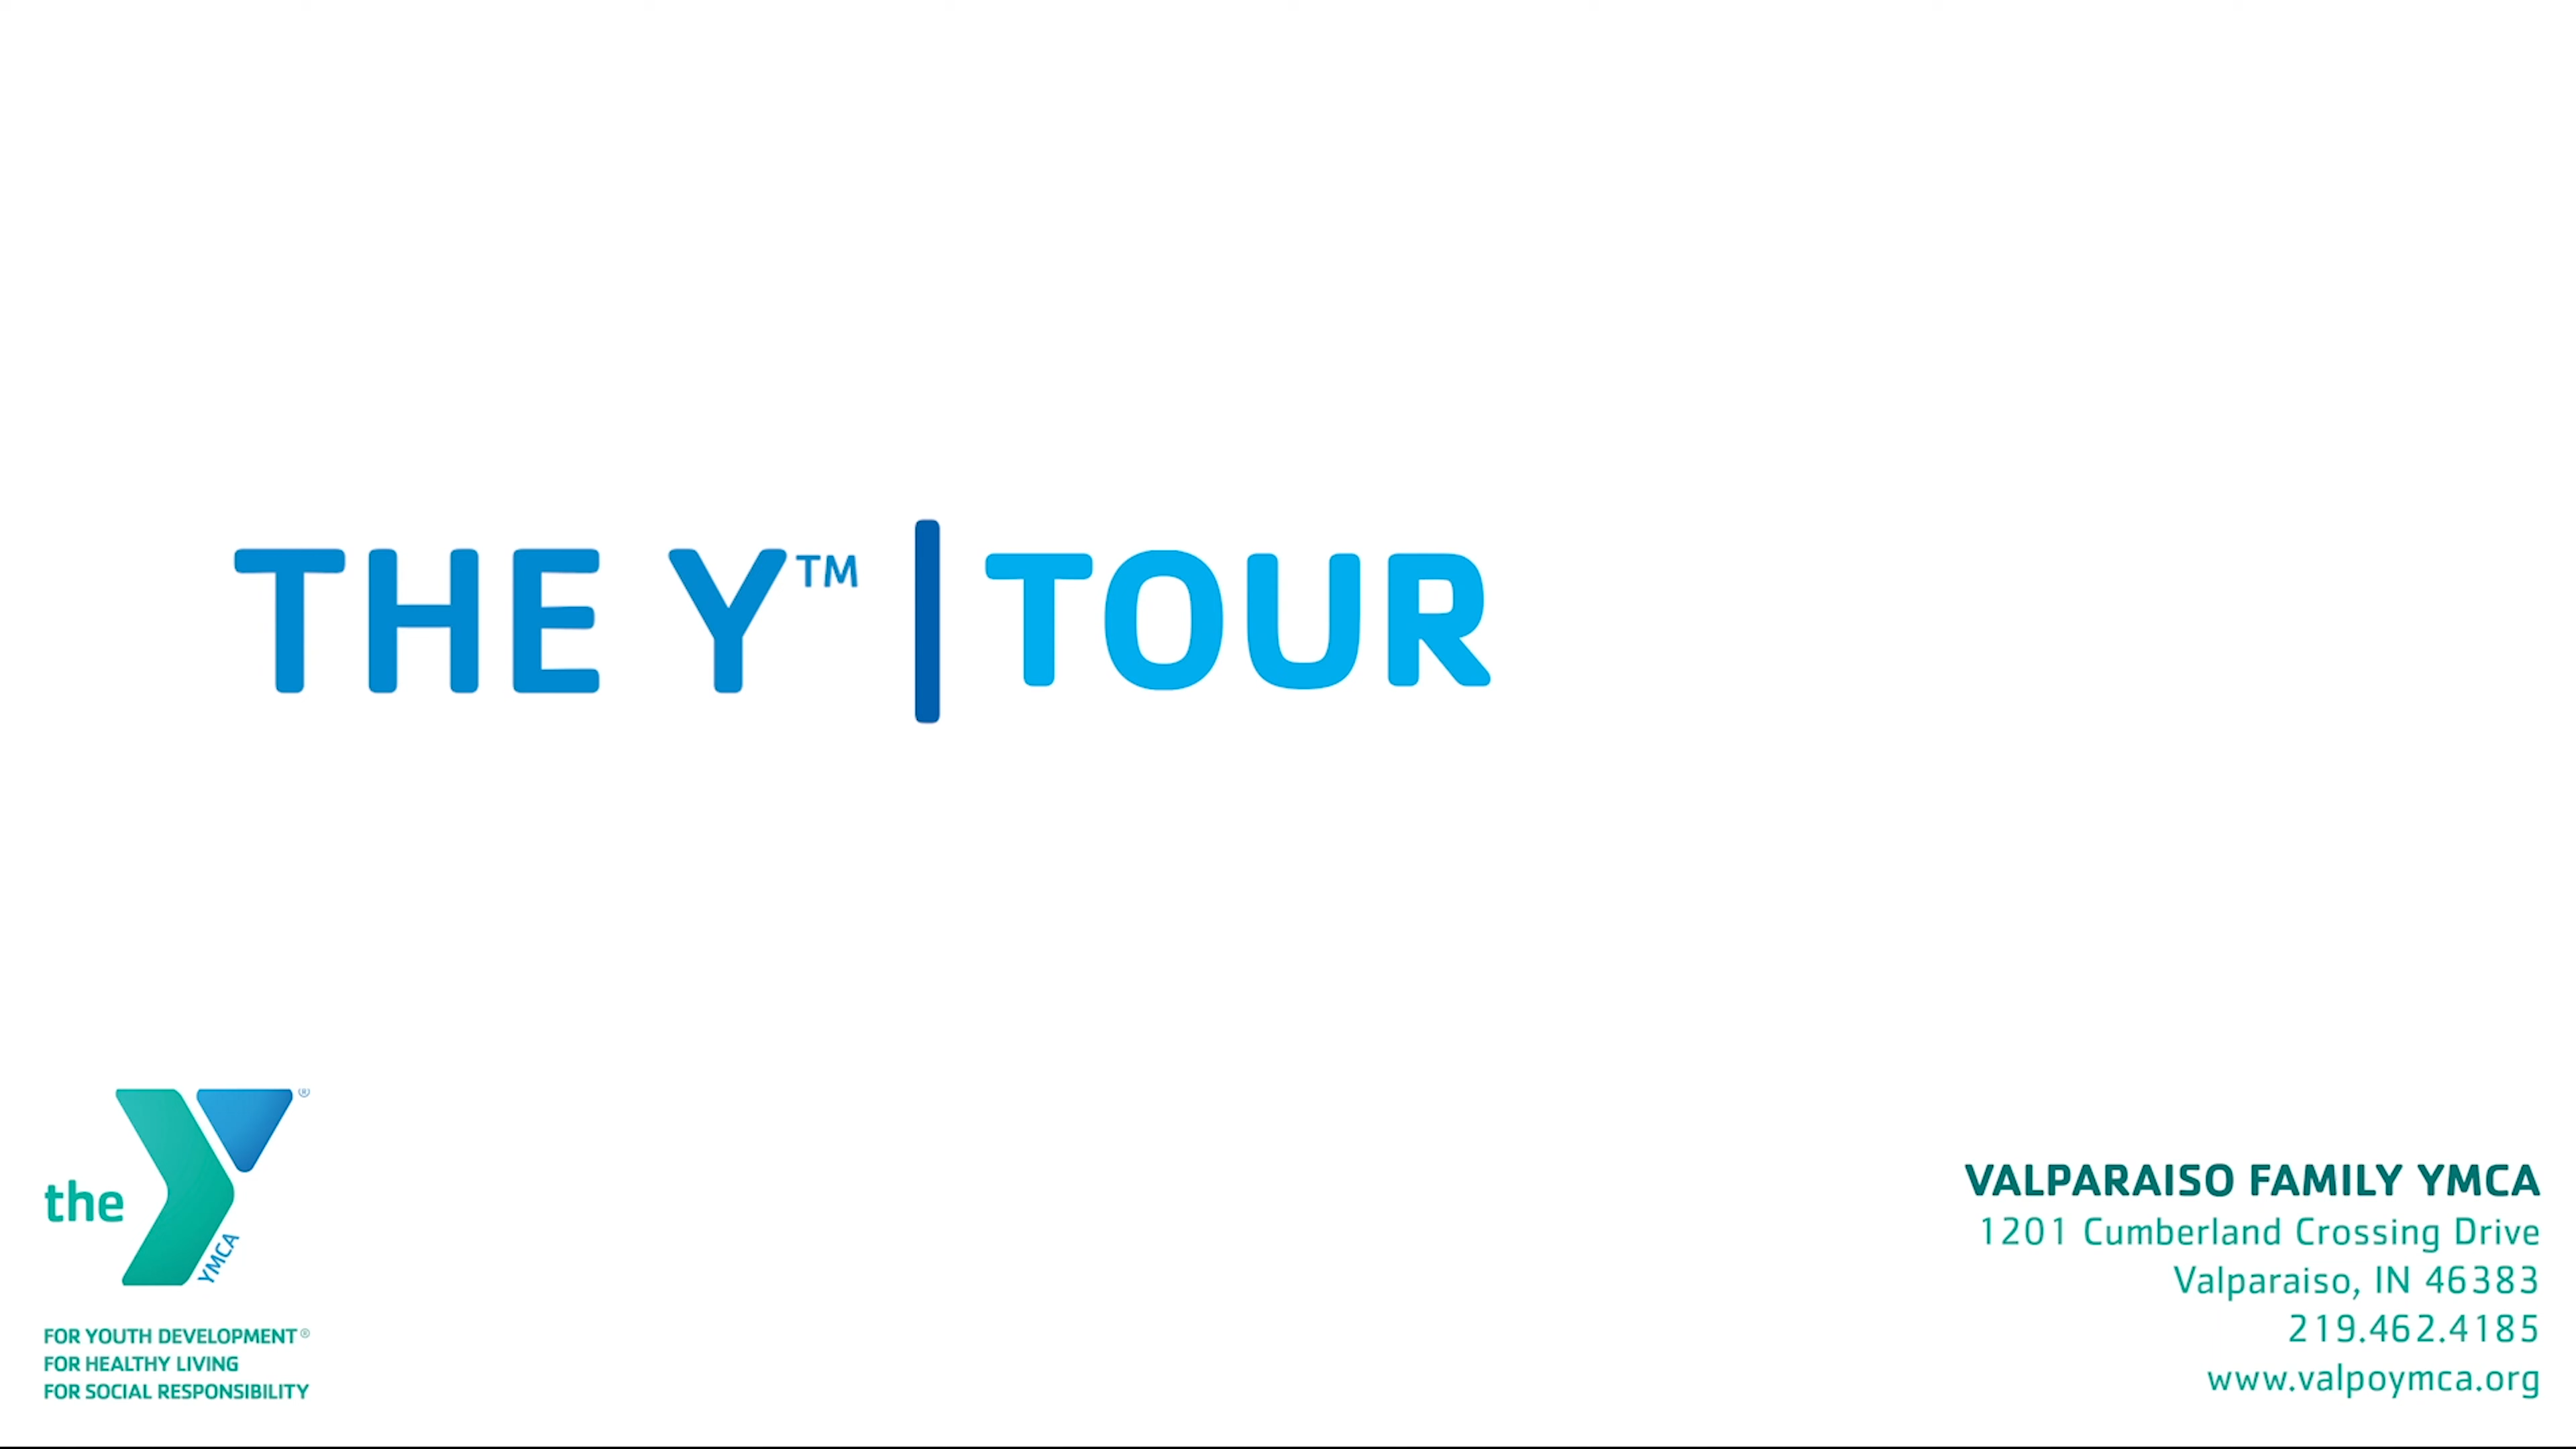 THE Y™ | TOUR
the
YMCA
®
FOR YOUTH DEVELOPMENT®
FOR HEALTHY LIVING
FOR SOCIAL RESPONSIBILITY
VALPARAISO FAMILY YMCA
1201 Cumberland Crossing Drive
Valparaiso, IN 46383
219.462.4185
www.valpoymca.org